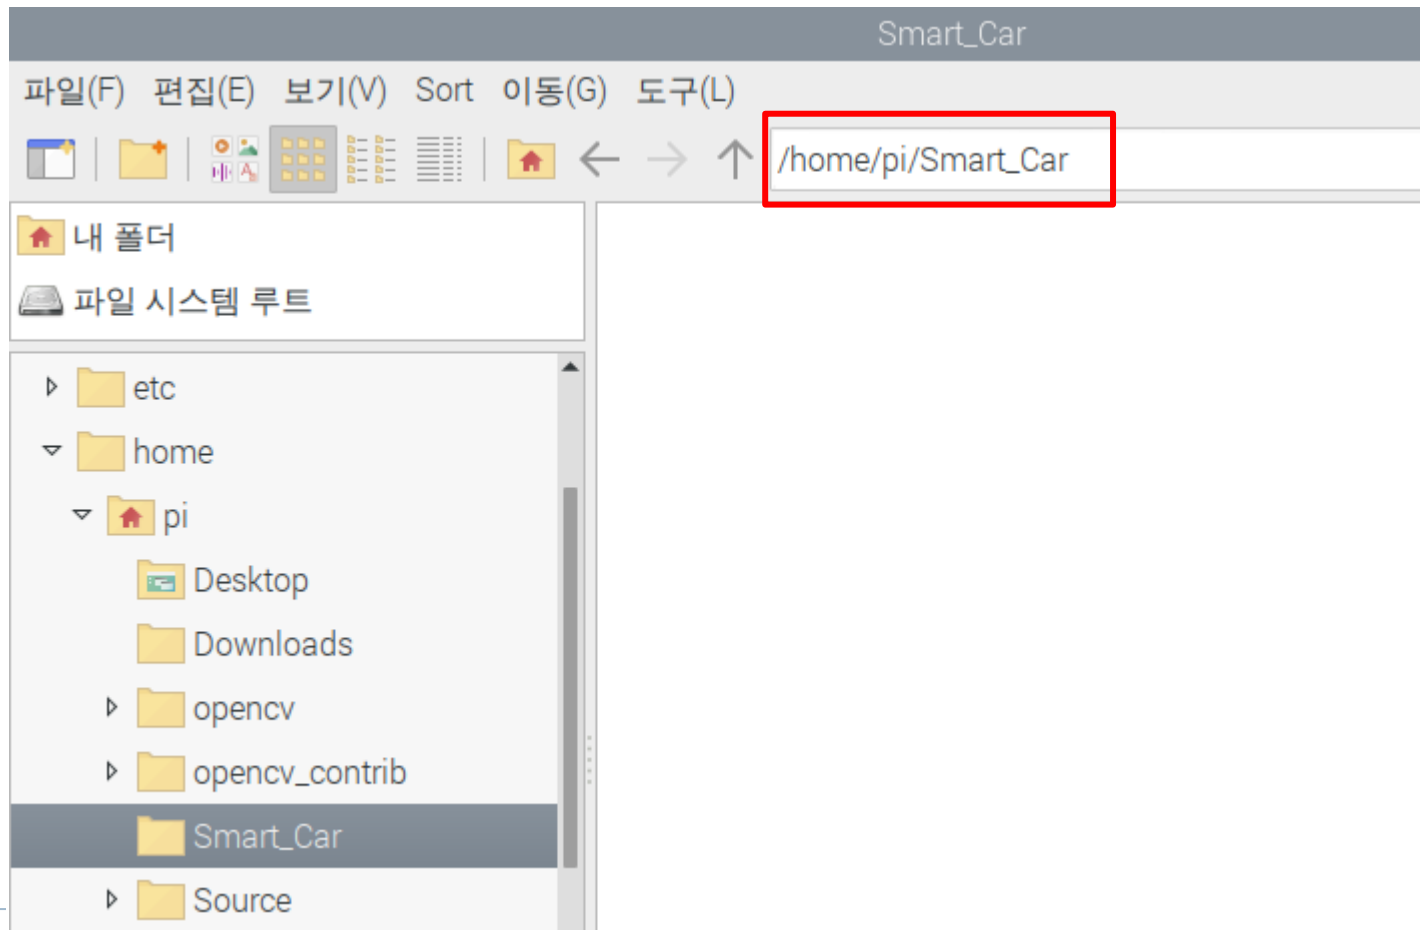 Smart_Car
파일(F) 편집(E) 보기(V) Sort 이동(G) 도구(L)
/home/pi/Smart_Car
내 폴더
파일 시스템 루트
etc
home
pi
Desktop
Downloads
opencv
opencv_contrib
Smart_Car
Source